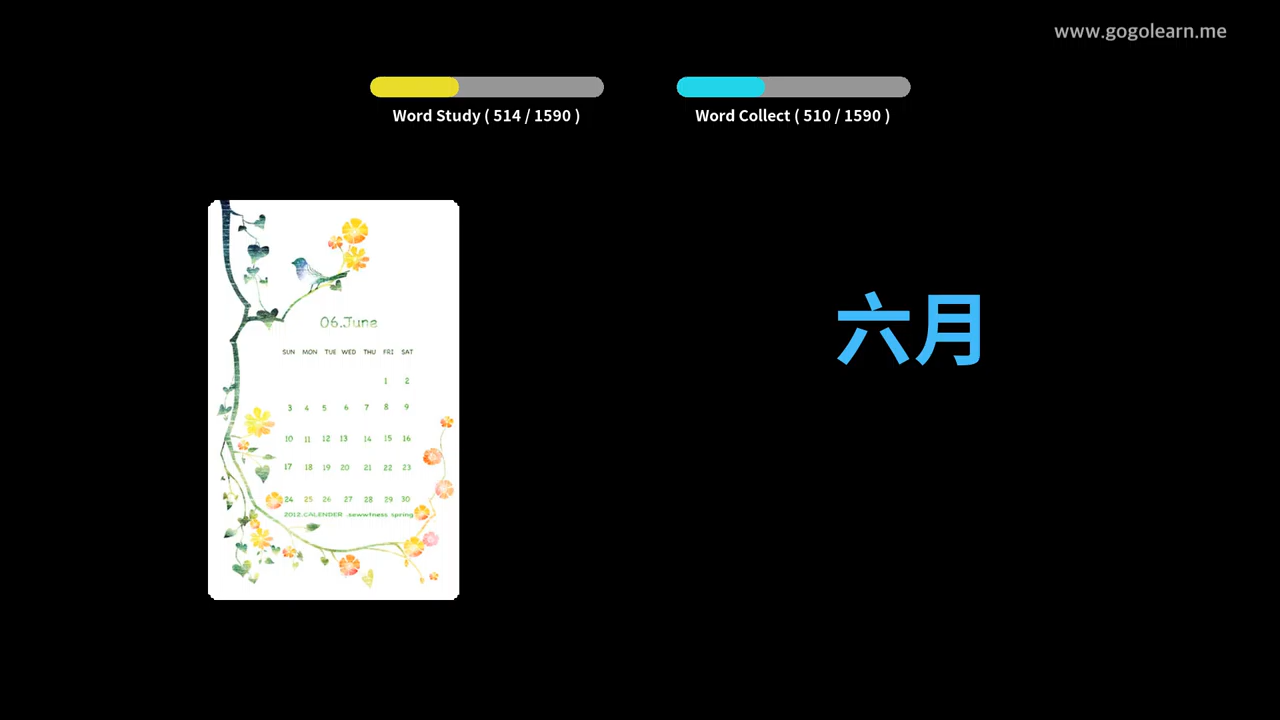 www.gogolearn.me
Word Study ( 514 / 1590 )
Word Collect ( 510 / 1590 )
六月
06.June
SUN MON TUE WED THU FRI SAT
1 2
3 4 5 6 7 8 9
10 11 12 13 14 15 16
17 18 19 20 21 22 23
24 25 26 27 28 29 30
2012.CALENDER .sewwtness spring